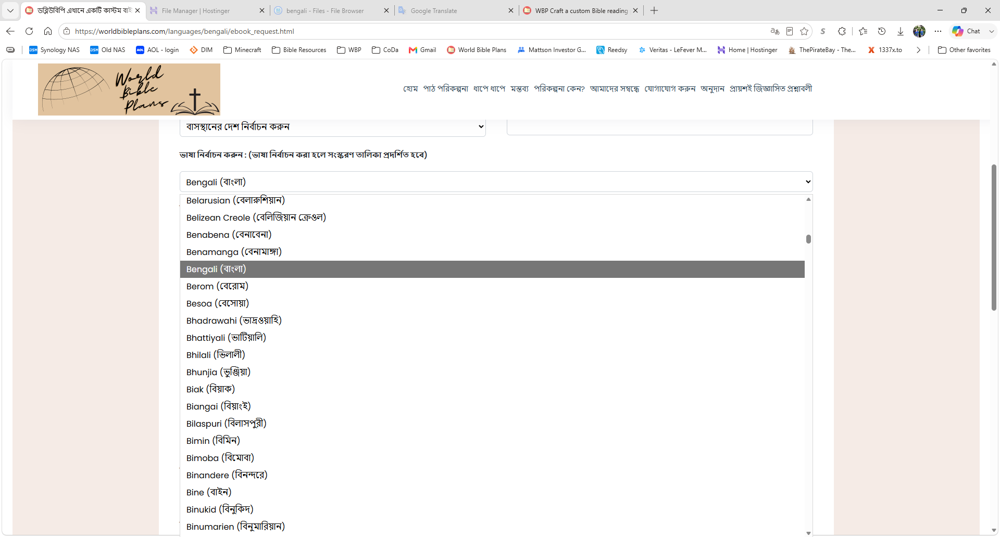 ডব্লিউবিপি এখানে একটি কাস্টম বাই
File Manager | Hostinger
bengali - Files - File Browser
Google Translate
WBP Craft a custom Bible reading
https://worldbibleplans.com/languages/bengali/ebook_request.html
Chat
Synology NAS
Old NAS
AOL - login
DIM
Minecraft
Bible Resources
WBP
CoDa
Gmail
World Bible Plans
Mattson Investor G...
Reedsy
Veritas - LeFever M...
Home | Hostinger
ThePirateBay - The...
1337x.to
Other favorites
World
Bible
Plans
হোম পাঠ পরিকল্পনা ধাপে ধাপে মন্তব্য পরিকল্পনা কেন? আমাদের সম্বন্ধে যোগাযোগ করুন অনুদান প্রায়শই জিজ্ঞাসিত প্রশ্নাবলী
বাসস্থানের দেশ নির্বাচন করুন
ভাষা নির্বাচন করুন : (ভাষা নির্বাচন করা হলে সংস্করণ তালিকা প্রদর্শিত হবে)
Bengali (বাংলা)
Belarusian (বেলারুশিয়ান)
Belizean Creole (বেলিজিয়ান ক্রেওল)
Benabena (বেনাবেনা)
Benamanga (বেনামাঙ্গা)
Bengali (বাংলা)
Berom (বেরোম)
Besoa (বেসোয়া)
Bhadrawahi (ভাদ্রওয়াহি)
Bhattiyali (ভাটিয়ালি)
Bhilali (ভিলালী)
Bhunjia (ভুঞ্জিয়া)
Biak (বিয়াক)
Biangai (বিয়াংই)
Bilaspuri (বিলাসপুরী)
Bimin (বিমিন)
Bimoba (বিমোবা)
Binandere (বিনন্দরে)
Bine (বাইন)
Binukid (বিনুকিদ)
Binumarien (বিনুমারিয়ান)